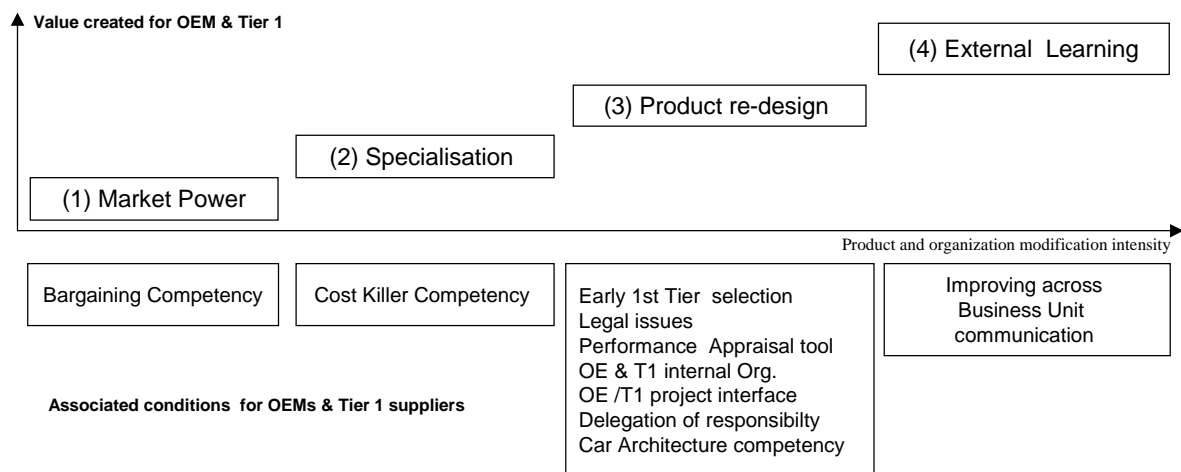 Value created for OEM & Tier 1
(4) External Learning
(3) Product re-design
(2) Specialisation
(1) Market Power
Product and organization modification intensity
Bargaining Competency
Cost Killer Competency
Early 1st Tier selection
Legal issues
Performance Appraisal tool
OE & T1 internal Org.
OE /T1 project interface
Delegation of responsibilty
Car Architecture competency
Improving across
Business Unit
communication
Associated conditions for OEMs & Tier 1 suppliers